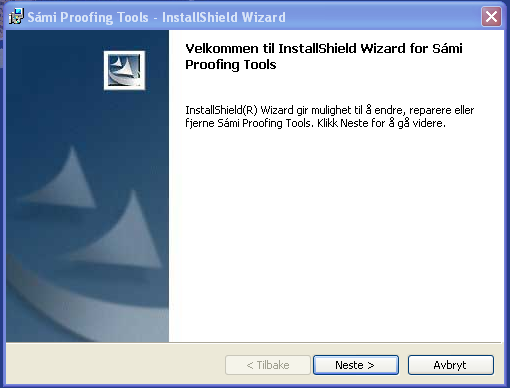 Sámi Proofing Tools - InstallShield Wizard
Velkommen til InstallShield Wizard for Sámi
Proofing Tools
InstallShield(R) Wizard gir mulighet til å endre, reparere eller
fjerne Sámi Proofing Tools. Klikk Neste for å gå videre.
< Tilbake
Neste >
Avbryt